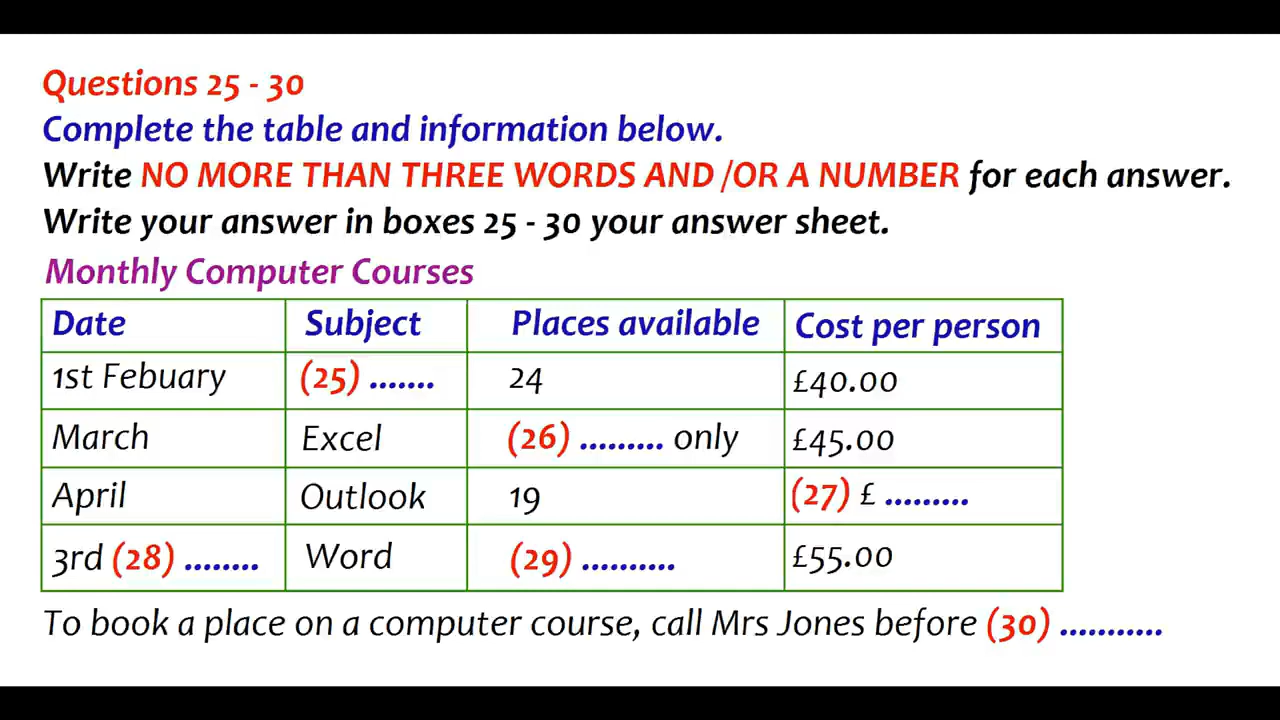 Questions 25 - 30
Complete the table and information below.
Write NO MORE THAN THREE WORDS AND /OR A NUMBER for each answer.
Write your answer in boxes 25 - 30 your answer sheet.
Monthly Computer Courses
Date Subject Places available Cost per person
1st Febuary (25) ....... 24 £40.00
March Excel (26) ......... only £45.00
April Outlook 19 (27) £ .........
3rd (28) ........ Word (29) .......... £55.00
To book a place on a computer course, call Mrs Jones before (30) ...........